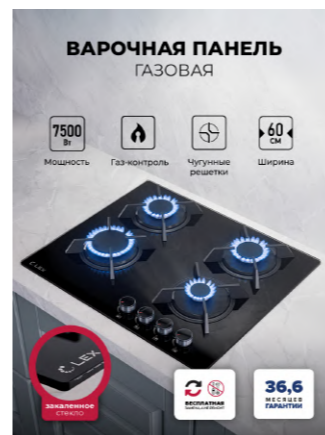 ВАРОЧНАЯ ПАНЕЛЬ
ГАЗОВАЯ
7500
Вт
60
СМ
Мощность
Газ-контроль
Чугунные
решетки
Ширина
LEX
LEX
закаленное
стекло
БЕСПЛАТНАЯ
36,6
МЕСЯЦЕВ
ГАРАНТИИ